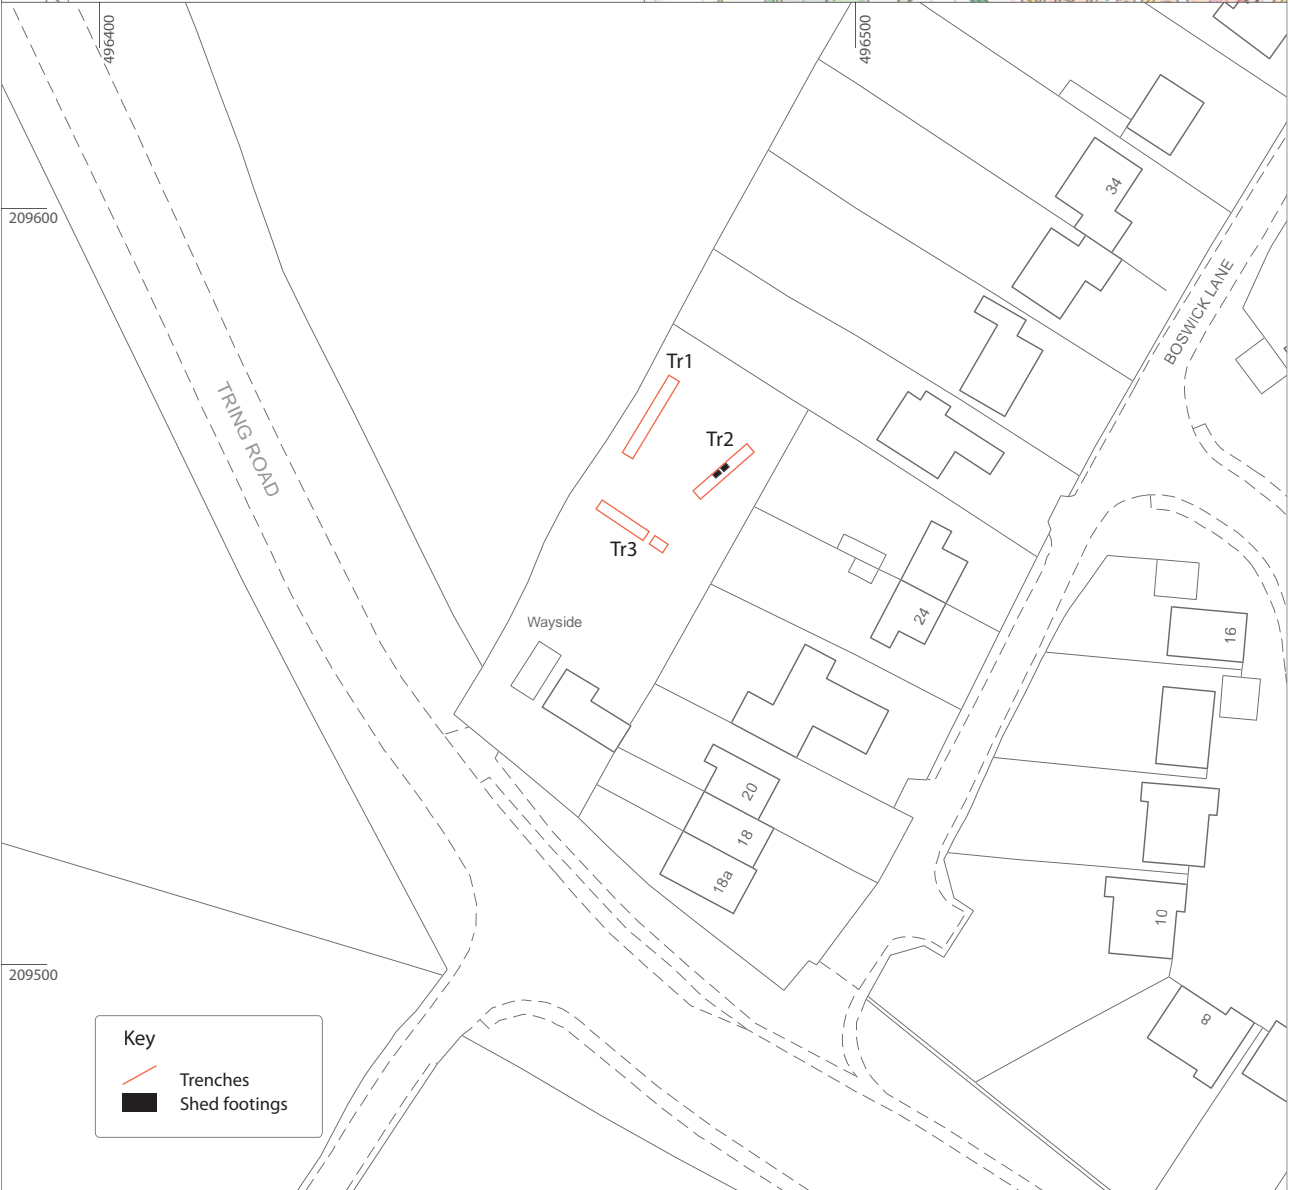 496400
496500
34
209600
BOSWICK LANE
Tr1
TRING ROAD
Tr2
Tr3
24
Wayside
16
20
18
18a
10
209500
8
Key
Trenches
Shed footings